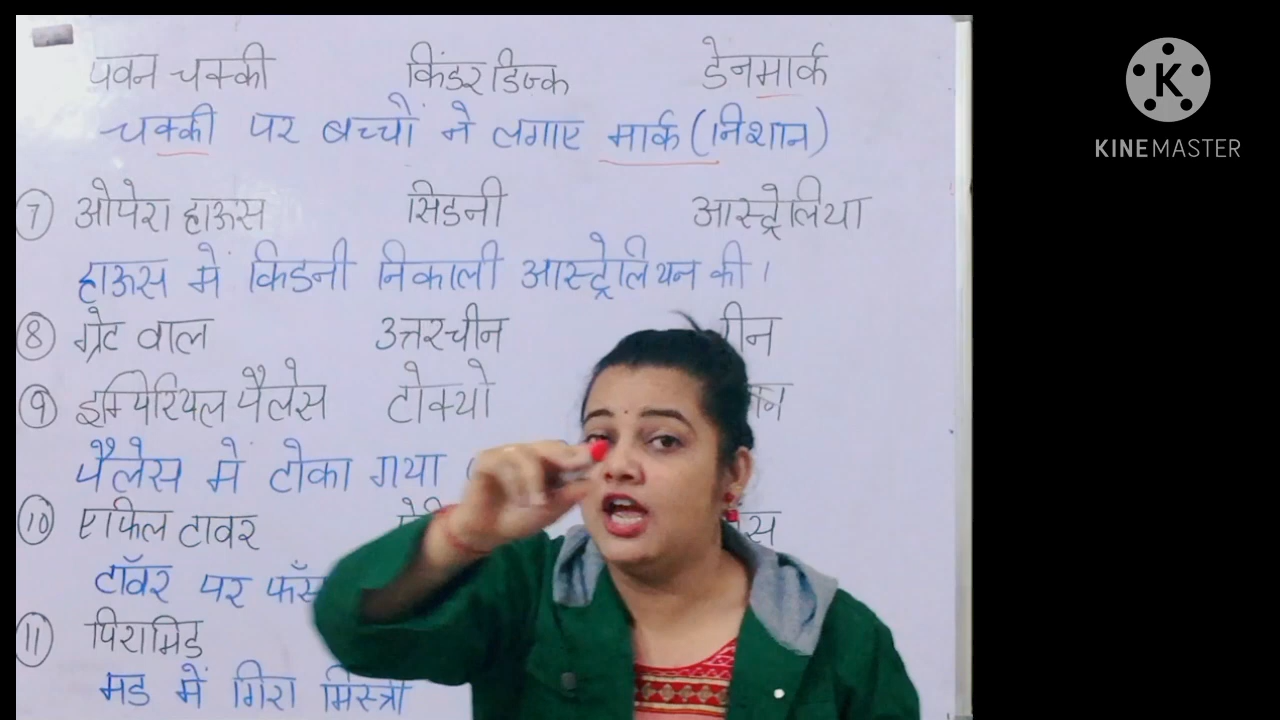 पवन चक्की किंडरडिज्क डेनमार्क
चक्की पर बच्चों ने लगाए मार्क (निशान)
7 ओपेरा हाऊस सिडनी आस्ट्रेलिया
हाऊस में किडनी निकाली आस्ट्रेलियन की।
8 ग्रेट वाल उत्तरचीन
9 इम्पिरियल पैलेस टोक्यो
पैलेस में टोका गया
10 एफिल टावर
टॉवर पर
11 पिरामिड
मड में गिरा मिस्त्री
K
KINEMASTER